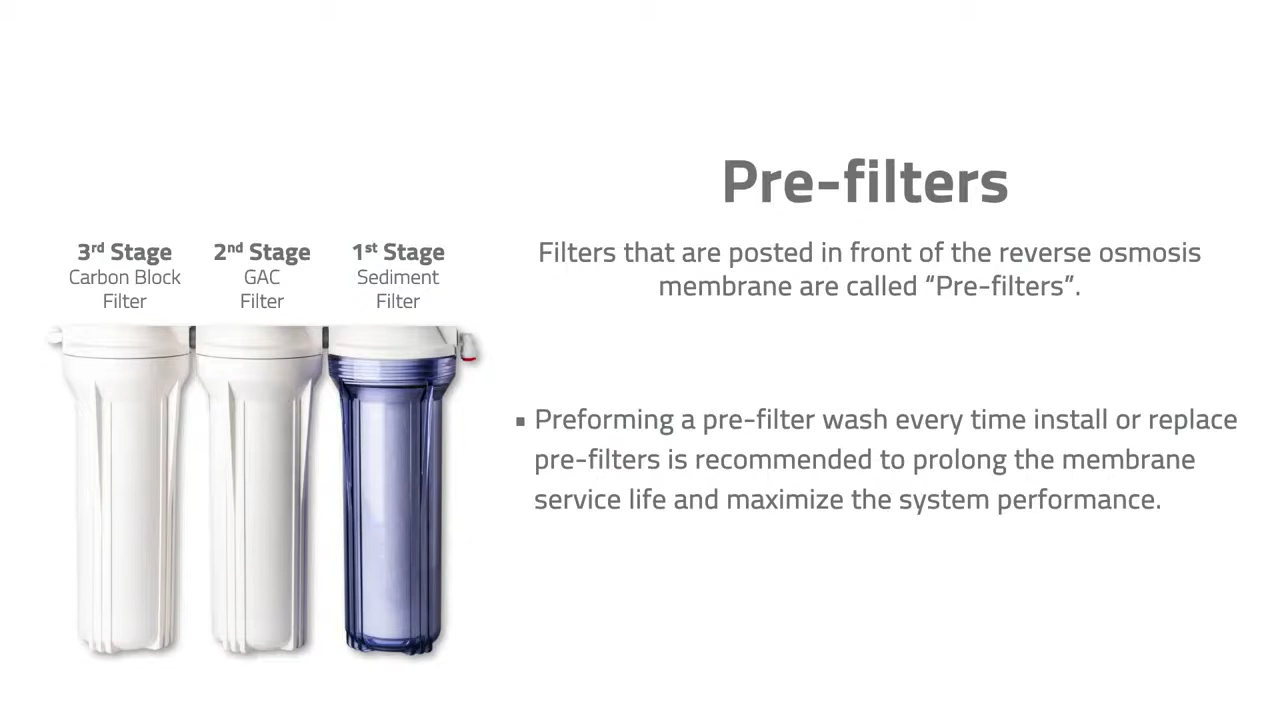 Pre-filters
3rd Stage
Carbon Block
Filter
2nd Stage
GAC
Filter
1st Stage
Sediment
Filter
Filters that are posted in front of the reverse osmosis
membrane are called “Pre-filters”.
▪ Preforming a pre-filter wash every time install or replace
pre-filters is recommended to prolong the membrane
service life and maximize the system performance.